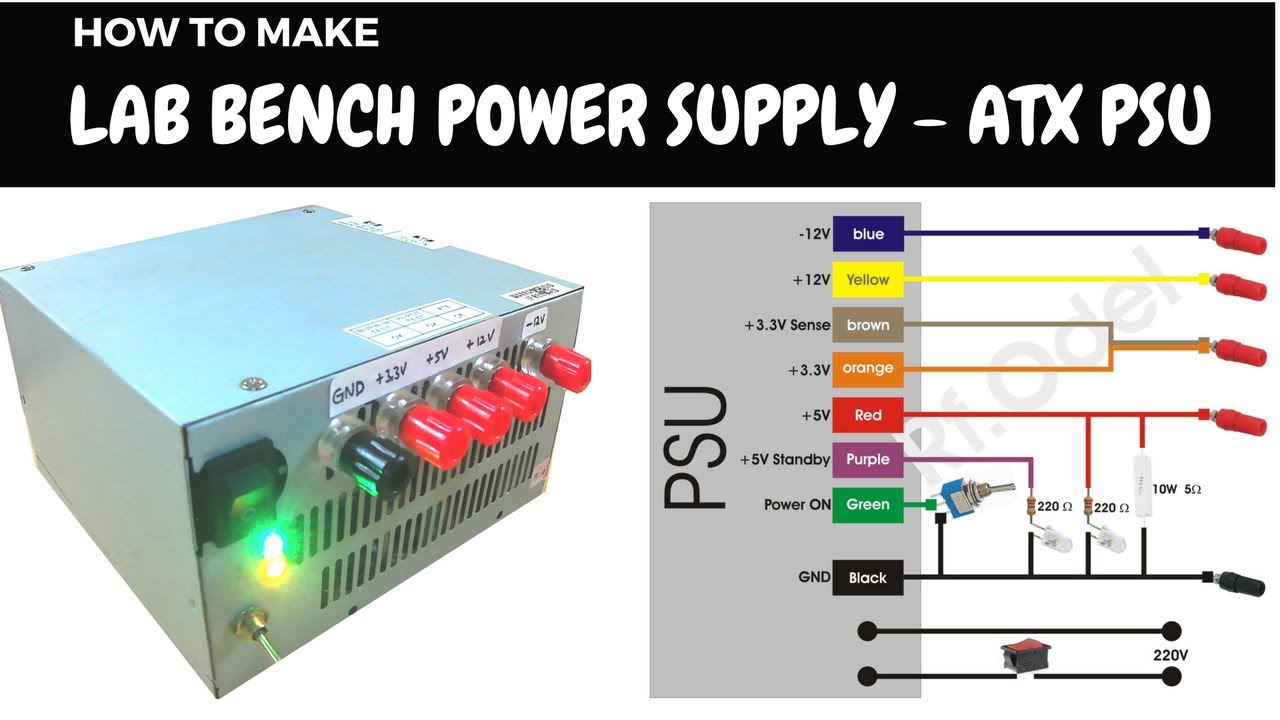 HOW TO MAKE
LAB BENCH POWER SUPPLY - ATX PSU
GND
+3.3V
+5V
+12V
-12V
PSU
-12V blue
+12V Yellow
+3.3V Sense brown
+3.3V orange
+5V Red
+5V Standby Purple
Power ON Green
GND Black
220 Ω
220 Ω
10W 5Ω
220V
Rf.Odel